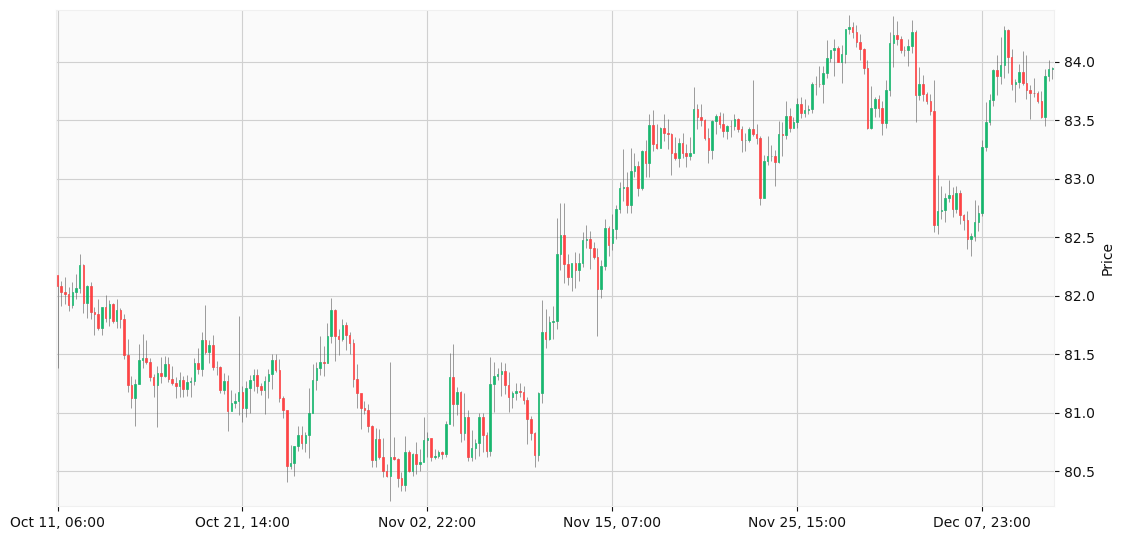 84.0
83.5
83.0
82.5
82.0
81.5
81.0
80.5
Price
Oct 11, 06:00
Oct 21, 14:00
Nov 02, 22:00
Nov 15, 07:00
Nov 25, 15:00
Dec 07, 23:00